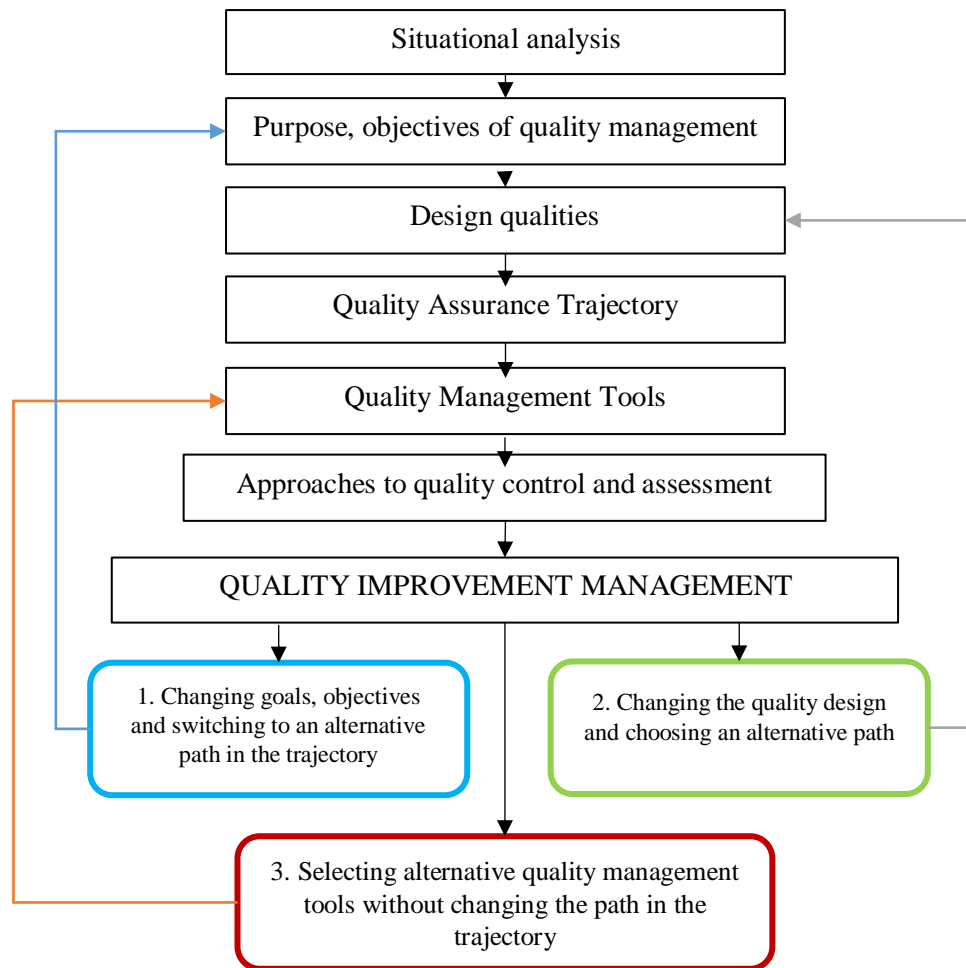 Situational analysis
Purpose, objectives of quality management
Design qualities
Quality Assurance Trajectory
Quality Management Tools
Approaches to quality control and assessment
QUALITY IMPROVEMENT MANAGEMENT
1. Changing goals, objectives
and switching to an alternative
path in the trajectory
2. Changing the quality design
and choosing an alternative path
3. Selecting alternative quality management
tools without changing the path in the
trajectory